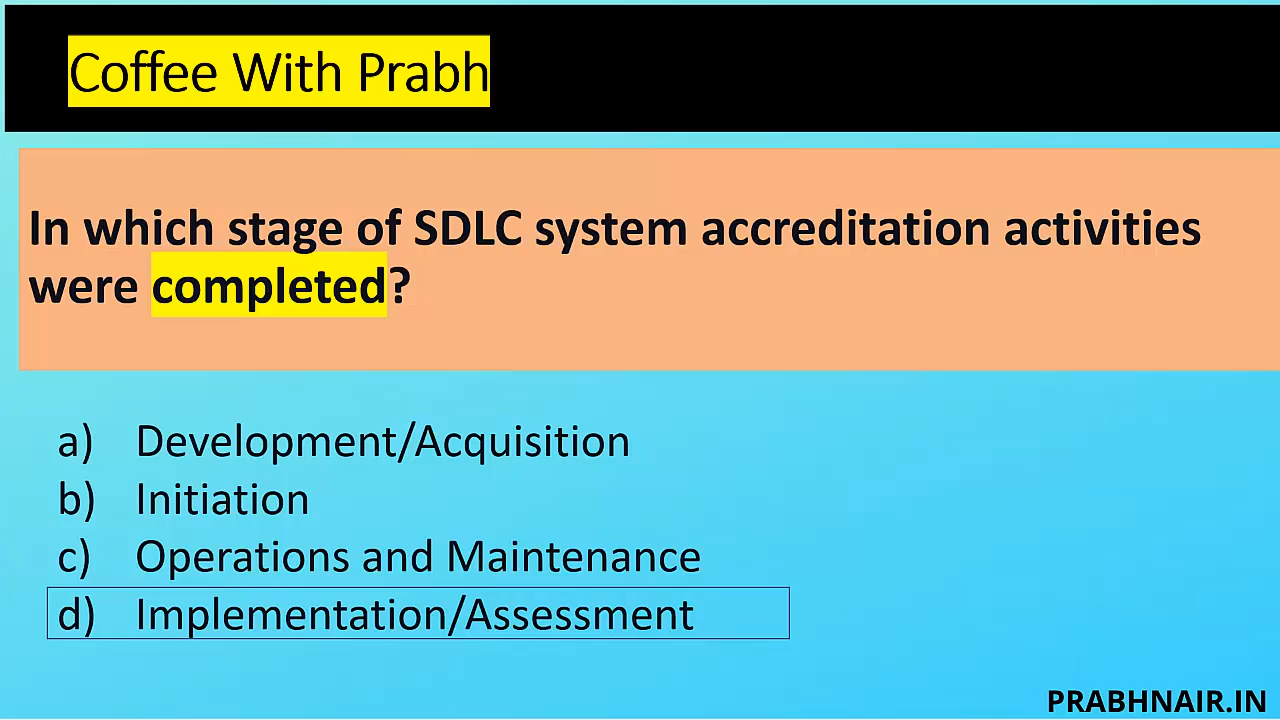 Coffee With Prabh
In which stage of SDLC system accreditation activities
were completed?
a) Development/Acquisition
b) Initiation
c) Operations and Maintenance
d) Implementation/Assessment
PRABHNAIR.IN